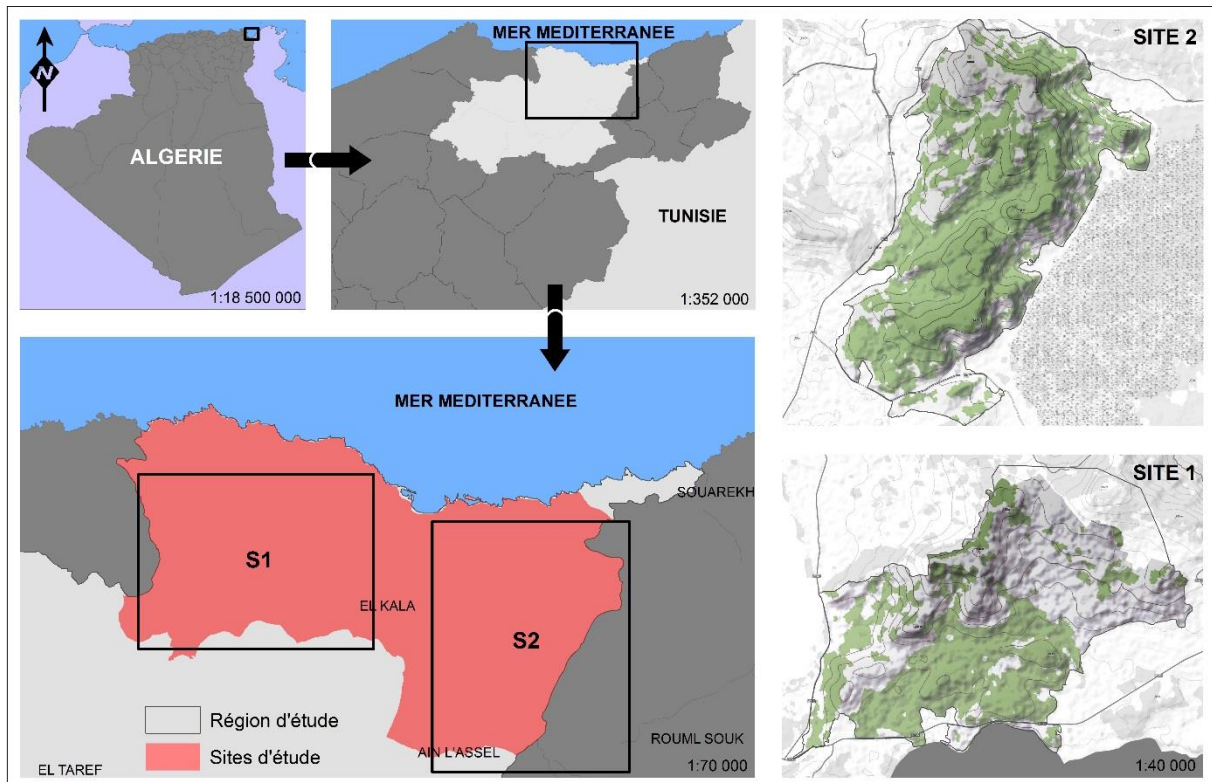 N
ALGERIE
1:18 500 000
MER MEDITERRANEE
TUNISIE
1:352 000
MER MEDITERRANEE
SOUAREKH
S1
EL KALA
S2
Région d'étude
Sites d'étude
AIN L'ASSEL
ROUML SOUK
EL TAREF
1:70 000
SITE 2
SITE 1
1:40 000